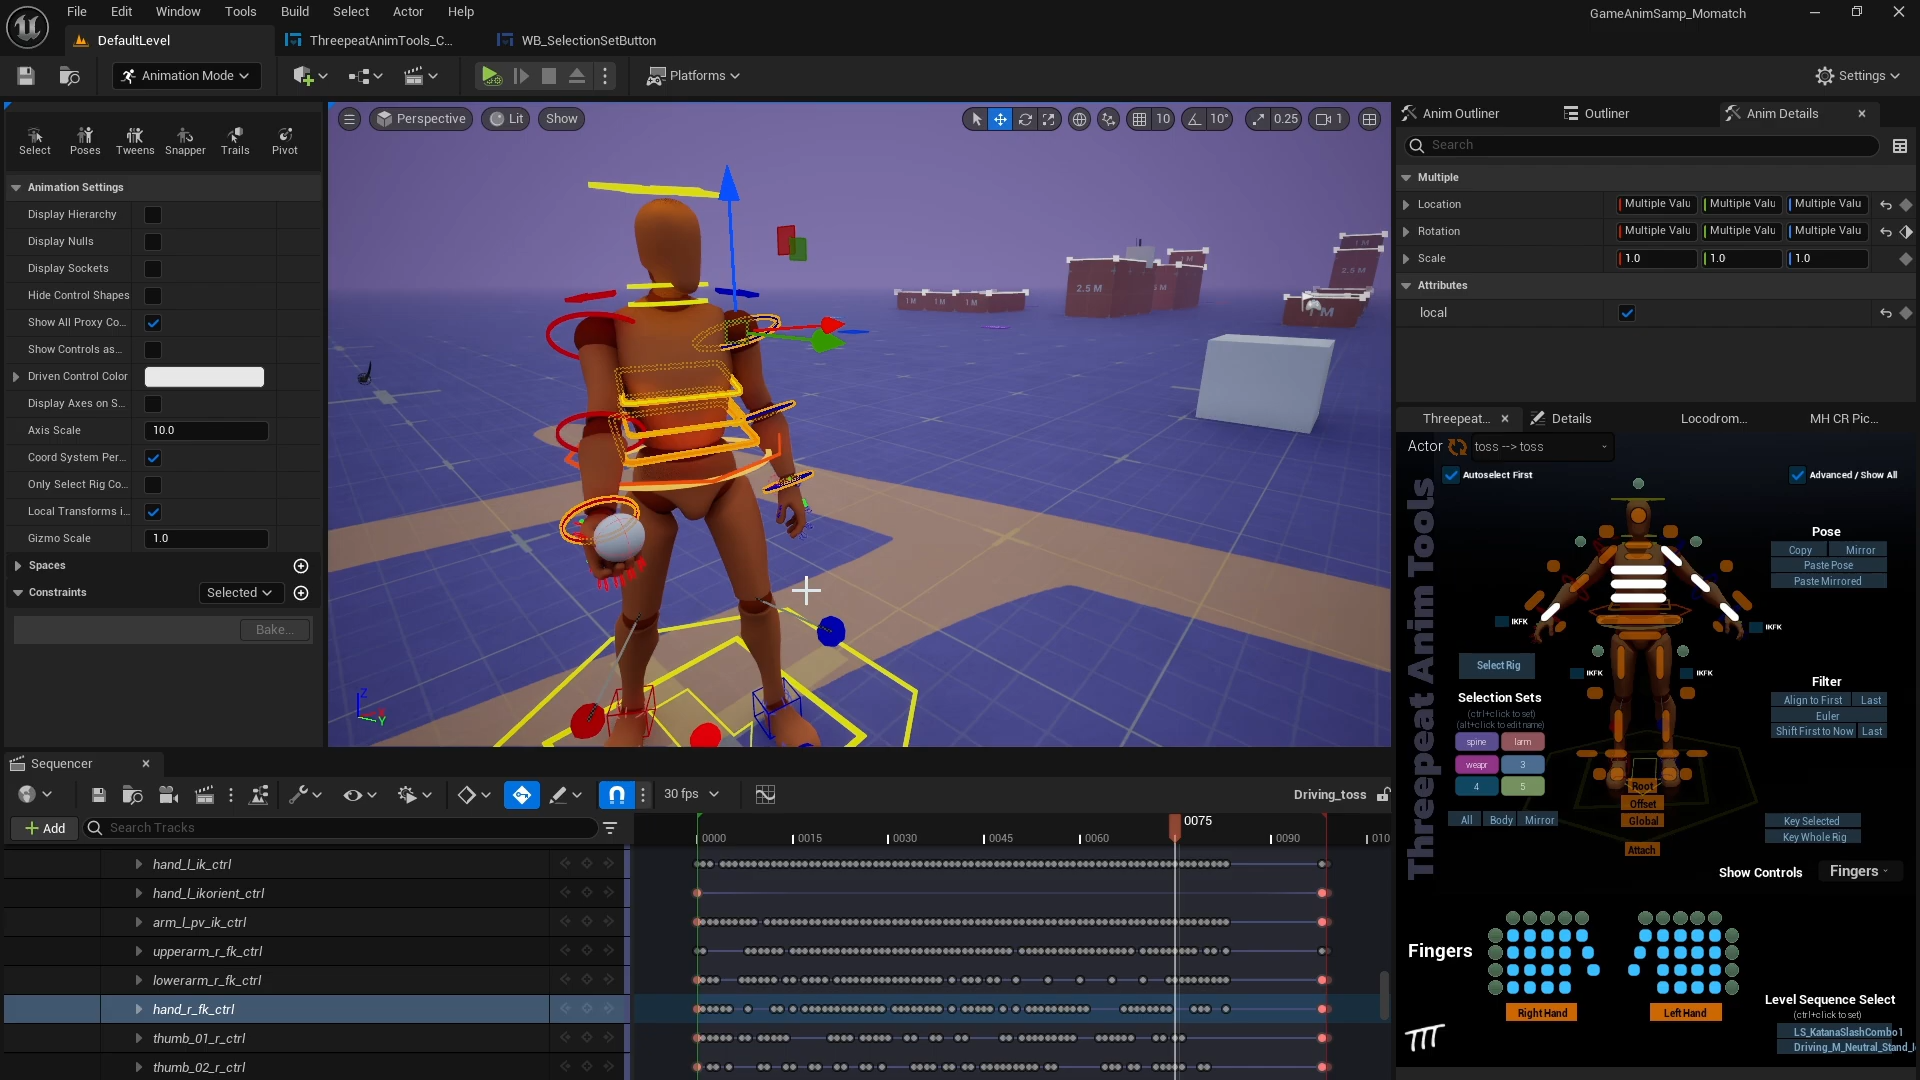 File Edit Window Tools Build Select Actor Help
GameAnimSamp_Momatch
DefaultLevel
ThreepeatAnimTools_C...
WB_SelectionSetButton
Animation Mode
Platforms
Settings
Select Poses Tweens Snapper Trails Pivot
Animation Settings
Display Hierarchy
Display Nulls
Display Sockets
Hide Control Shapes
Show All Proxy Co...
Show Controls as...
Driven Control Color
Display Axes on S...
Axis Scale 10.0
Coord System Per...
Only Select Rig Co...
Local Transforms i...
Gizmo Scale 1.0
Spaces
Constraints Selected
Bake...
Perspective Lit Show
10 10° 0.25 1
2.5 M
1 M 1 M 1 M
2.5 M
1 M
Z
Y
Anim Outliner Outliner Anim Details
Search
Multiple
Location Multiple Valu Multiple Valu Multiple Valu
Rotation Multiple Valu Multiple Valu Multiple Valu
Scale 1.0 1.0 1.0
Attributes
local
Threepeat... Details Locodrom... MH CR Pic...
Actor toss --> toss
Autoselect First
Advanced / Show All
Threepeat Anim Tools
Pose
Copy Mirror
Paste Pose
Paste Mirrored
IKFK IKFK
IKFK IKFK
Select Rig
Selection Sets
(ctrl+click to set)
(alt+click to edit name)
spine larm
weapr 3
4 5
All Body Mirror
Filter
Align to First Last
Euler
Shift First to Now Last
Root
Offset
Global
Attach
Key Selected
Key Whole Rig
Show Controls Fingers
Fingers
Right Hand Left Hand
Level Sequence Select
(ctrl+click to set)
LS_KatanaSlashCombo1
Driving_M_Neutral_Stand_I
Sequencer
30 fps
Driving_toss
Add
Search Tracks
0075
0000 0015 0030 0045 0060 0090 010
hand_l_ik_ctrl
hand_l_ikorient_ctrl
arm_l_pv_ik_ctrl
upperarm_r_fk_ctrl
lowerarm_r_fk_ctrl
hand_r_fk_ctrl
thumb_01_r_ctrl
thumb_02_r_ctrl